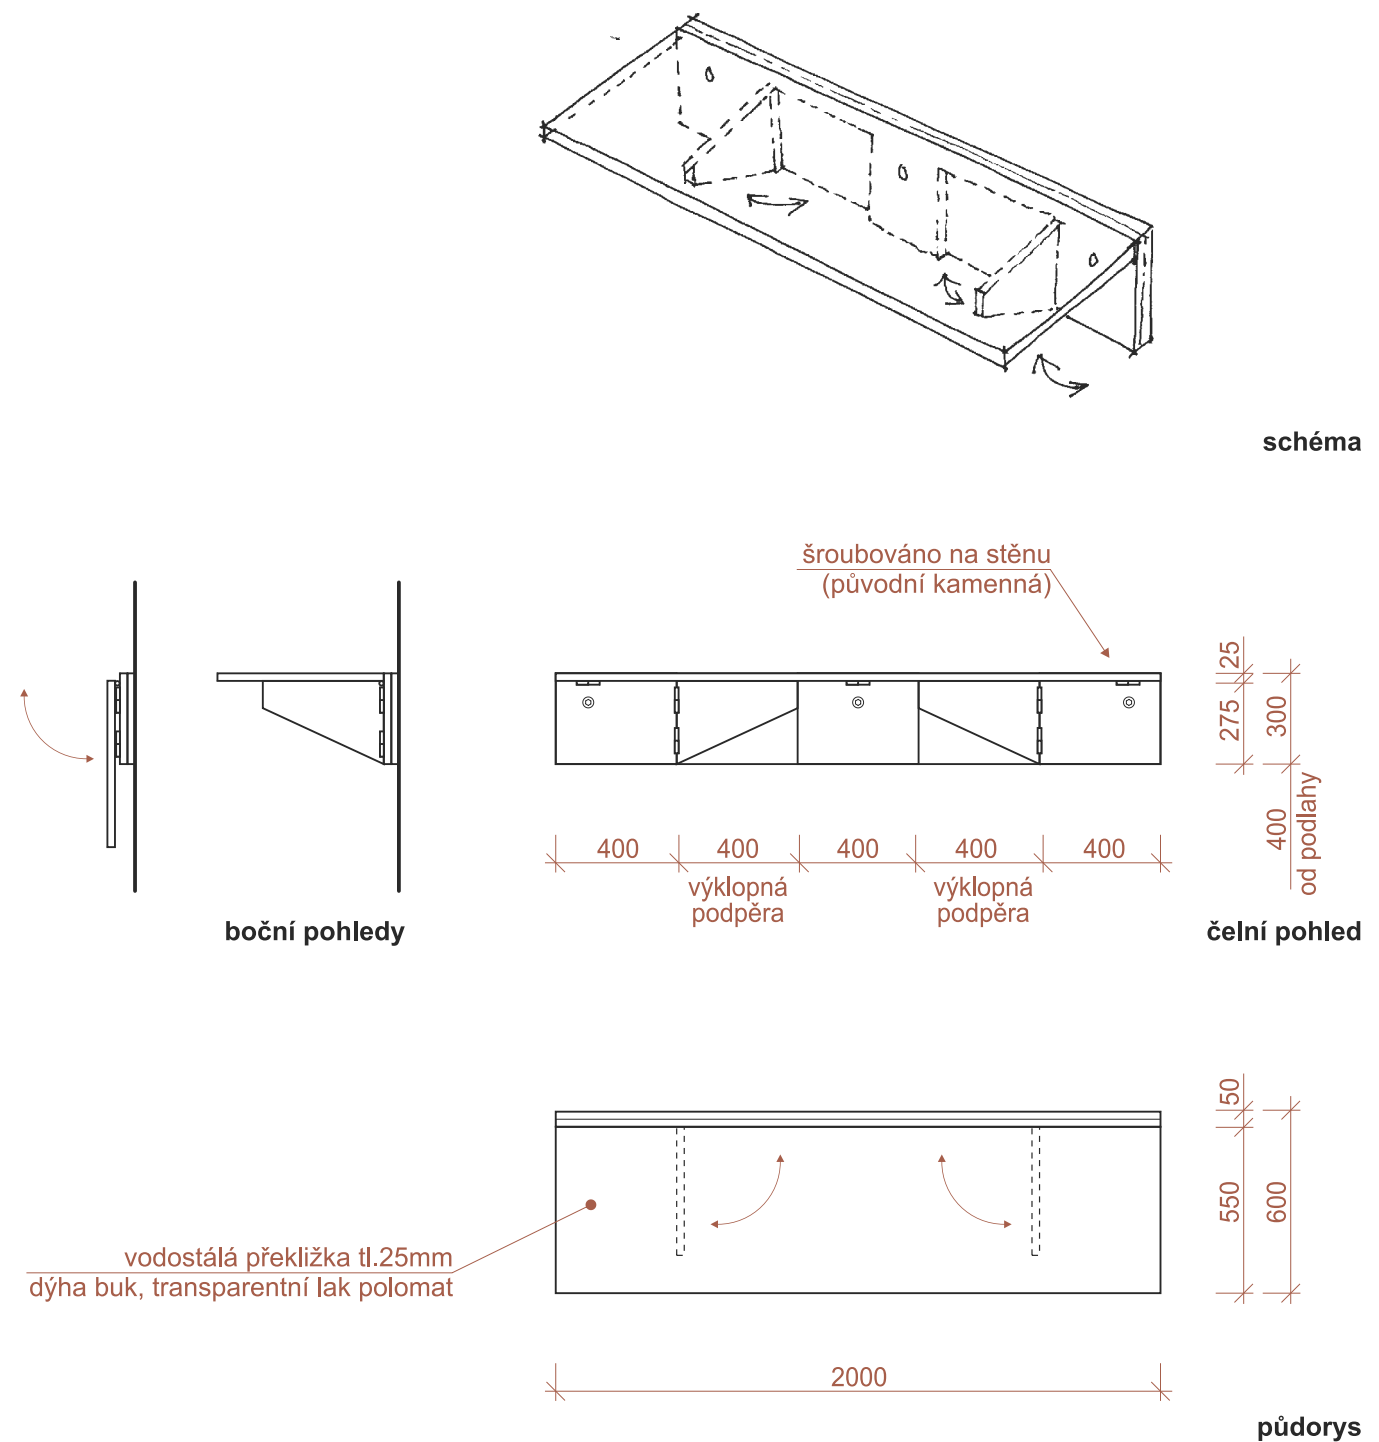 schéma
šroubováno na stěnu
(původní kamenná)
25
275
300
400
od podlahy
400
400
400
400
400
výklopná
podpěra
výklopná
podpěra
boční pohledy
čelní pohled
50
550
600
vodostálá překližka tl.25mm
dýha buk, transparentní lak polomat
2000
půdorys